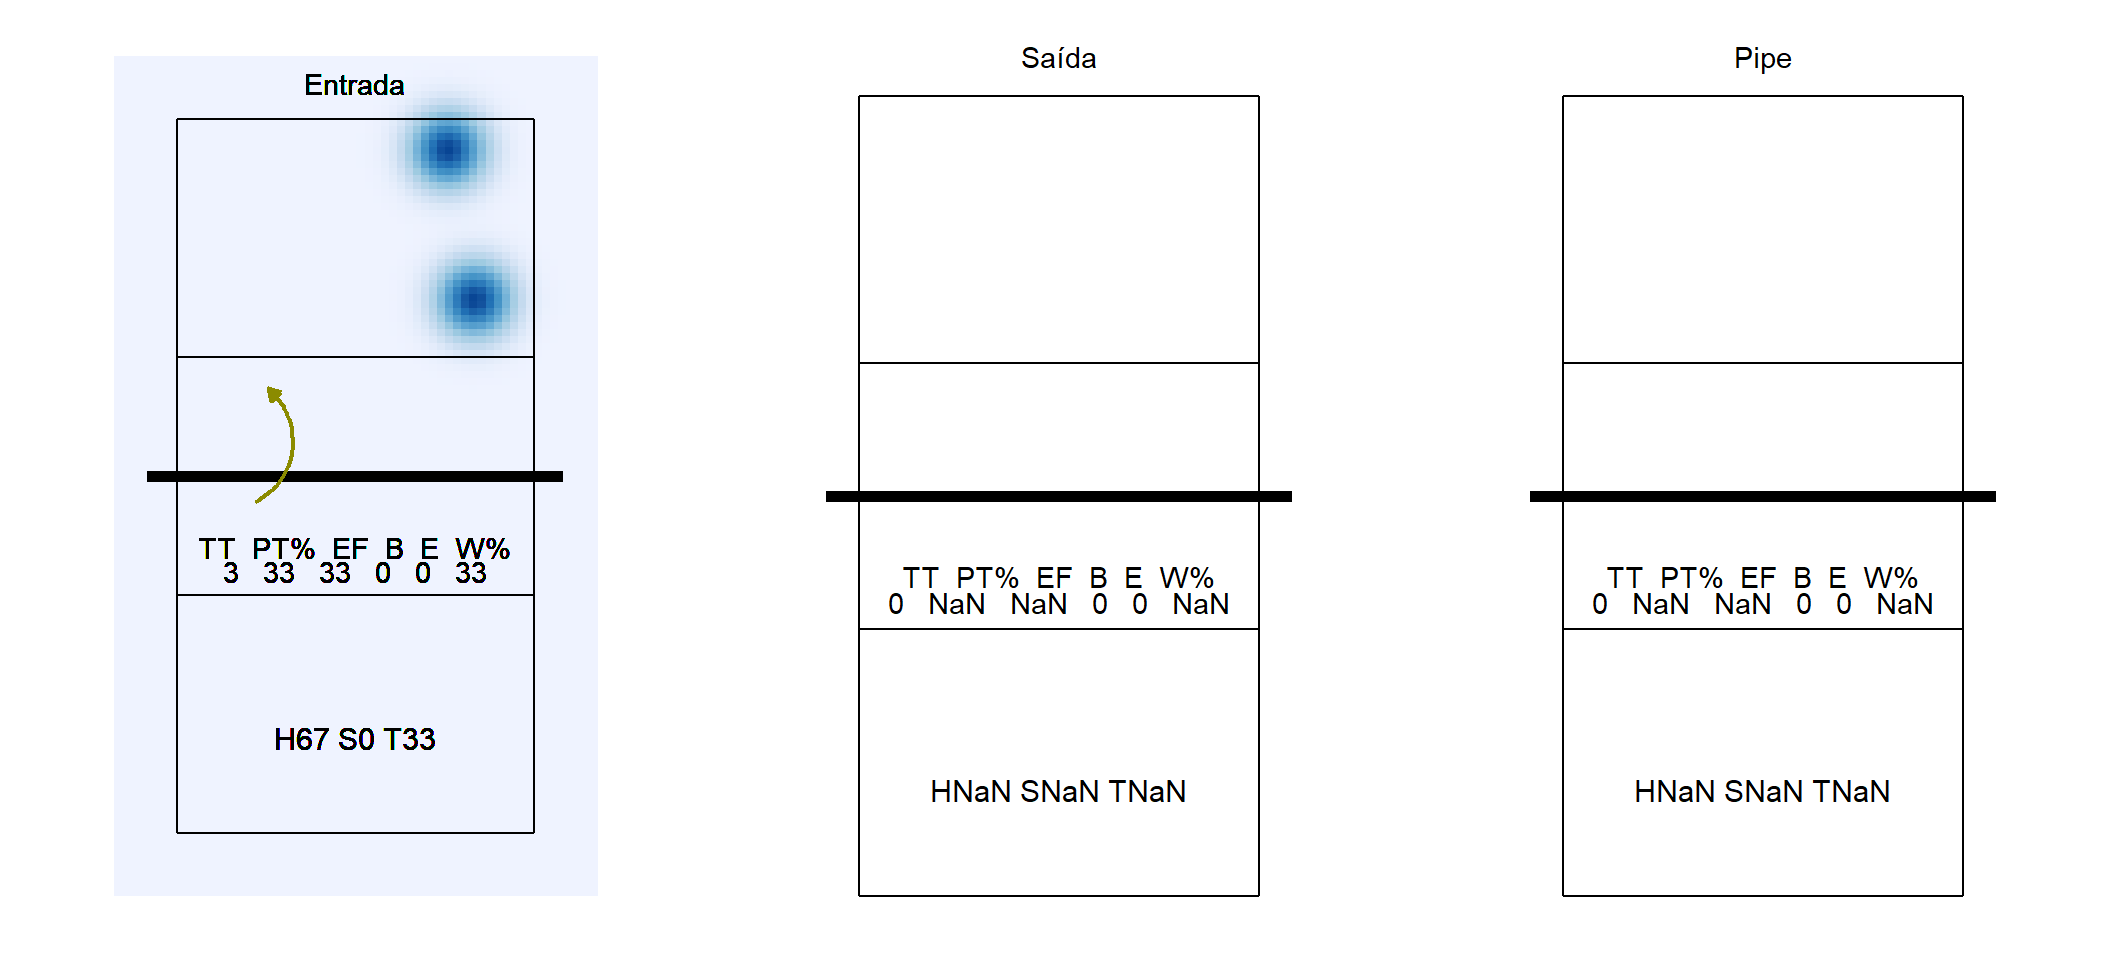 Entrada
TT PT% EF B E W%
3 33 33 0 0 33
H67 S0 T33
Saída
TT PT% EF B E W%
0 NaN NaN 0 0 NaN
HNaN SNaN TNaN
Pipe
TT PT% EF B E W%
0 NaN NaN 0 0 NaN
HNaN SNaN TNaN